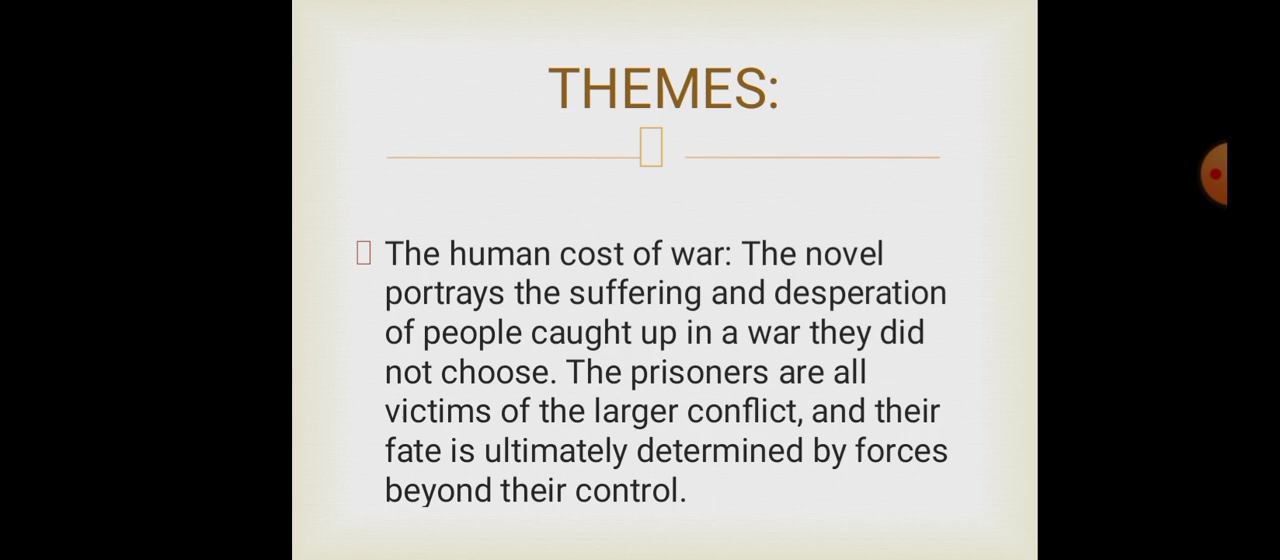 THEMES:
The human cost of war: The novel
portrays the suffering and desperation
of people caught up in a war they did
not choose. The prisoners are all
victims of the larger conflict, and their
fate is ultimately determined by forces
beyond their control.